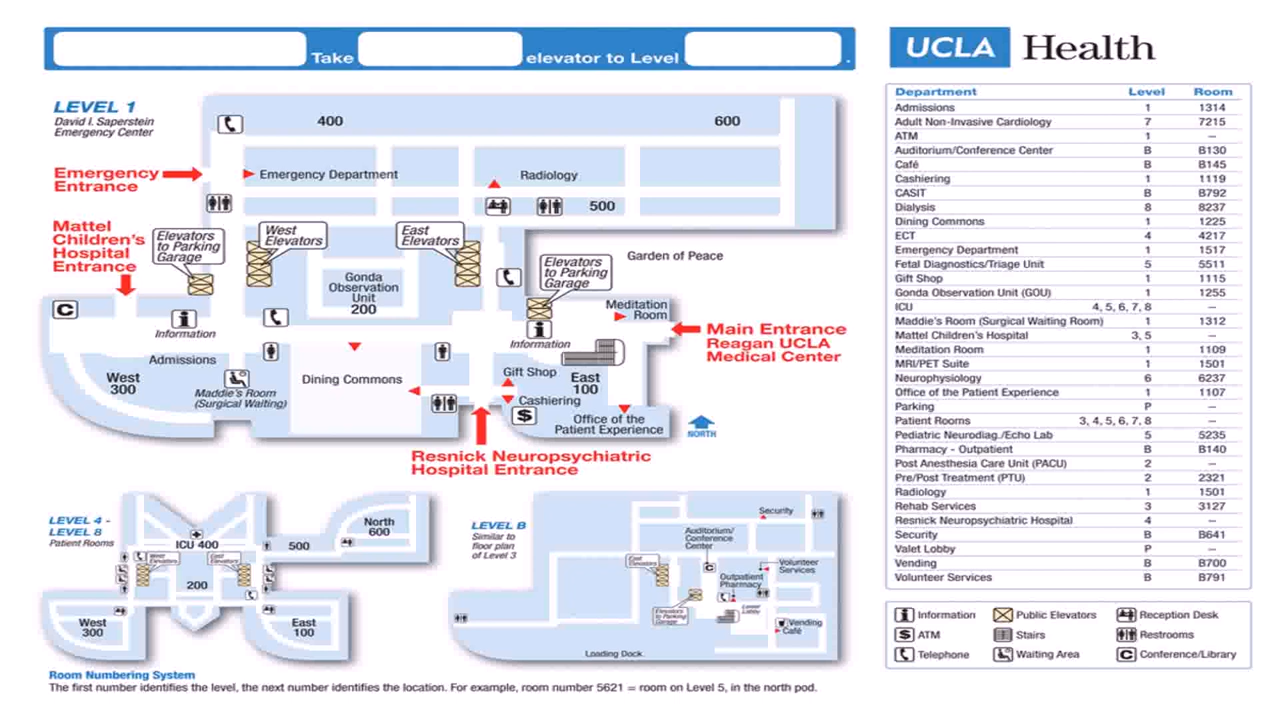 Take elevator to Level .
UCLA Health
LEVEL 1
David I. Saperstein
Emergency Center
400
600
Emergency
Entrance
Emergency Department
Radiology
500
Mattel
Children's
Hospital
Entrance
Elevators
to Parking
Garage
West
Elevators
East
Elevators
Elevators
to Parking
Garage
Garden of Peace
Gonda
Observation
Unit
200
Meditation
Room
C
Information
Information
Main Entrance
Reagan UCLA
Medical Center
Admissions
West
300
Maddie's Room
(Surgical Waiting)
Dining Commons
Gift Shop
East
100
Cashiering
$
Office of the
Patient Experience
NORTH
Resnick Neuropsychiatric
Hospital Entrance
LEVEL 4 -
LEVEL 8
Patient Rooms
ICU 400
500
North
600
West
Elevators
East
Elevators
200
West
300
East
100
LEVEL B
Similar to
floor plan
of Level 3
Security
Auditorium/
Conference
Center
C
East
Elevators
Volunteer
Services
Outpatient
Pharmacy
Elevators
to Parking
Garage
Vending
Café
Loading Dock
Room Numbering System
The first number identifies the level, the next number identifies the location. For example, room number 5621 = room on Level 5, in the north pod.
Department Level Room
Admissions 1 1314
Adult Non-Invasive Cardiology 7 7215
ATM 1 –
Auditorium/Conference Center B B130
Café B B145
Cashiering 1 1119
CASIT B B792
Dialysis 8 8237
Dining Commons 1 1225
ECT 4 4217
Emergency Department 1 1517
Fetal Diagnostics/Triage Unit 5 5511
Gift Shop 1 1115
Gonda Observation Unit (GOU) 1 1255
ICU 4, 5, 6, 7, 8 –
Maddie's Room (Surgical Waiting Room) 1 1312
Mattel Children's Hospital 3, 5 –
Meditation Room 1 1109
MRI/PET Suite 1 1501
Neurophysiology 6 6237
Office of the Patient Experience 1 1107
Parking P –
Patient Rooms 3, 4, 5, 6, 7, 8 –
Pediatric Neurodiag./Echo Lab 5 5235
Pharmacy - Outpatient B B140
Post Anesthesia Care Unit (PACU) 2 –
Pre/Post Treatment (PTU) 2 2321
Radiology 1 1501
Rehab Services 3 3127
Resnick Neuropsychiatric Hospital 4 –
Security B B641
Valet Lobby P –
Vending B B700
Volunteer Services B B791
i Information Public Elevators Reception Desk
$ ATM Stairs Restrooms
Telephone Waiting Area C Conference/Library